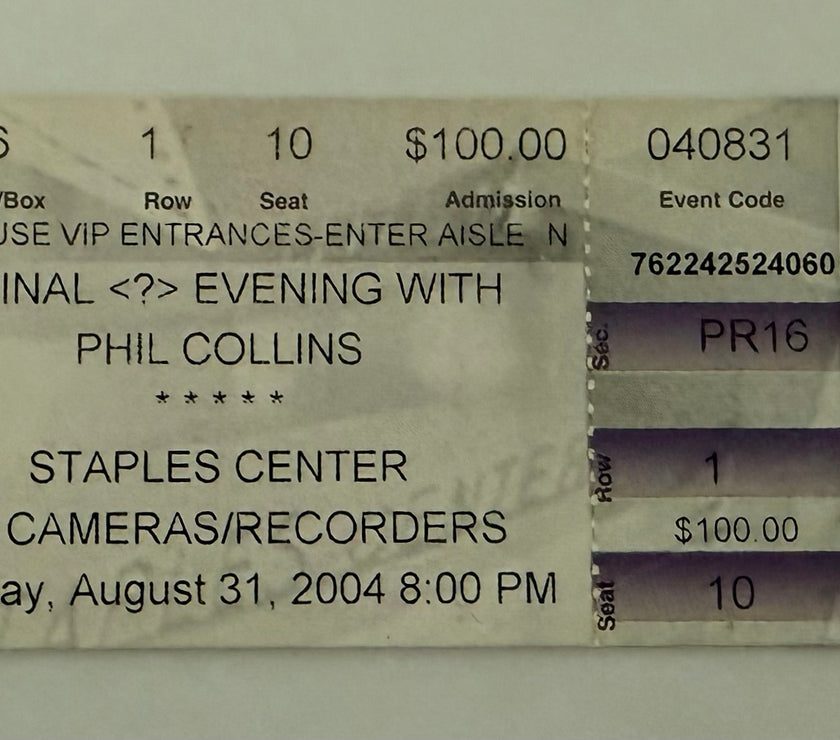 6 1 10 $100.00
/Box Row Seat Admission
USE VIP ENTRANCES-ENTER AISLE N
INAL <?> EVENING WITH
PHIL COLLINS
* * * * *
STAPLES CENTER
CAMERAS/RECORDERS
ay, August 31, 2004 8:00 PM
040831
Event Code
762242524060
Sec. PR16
Row 1
$100.00
Seat 10